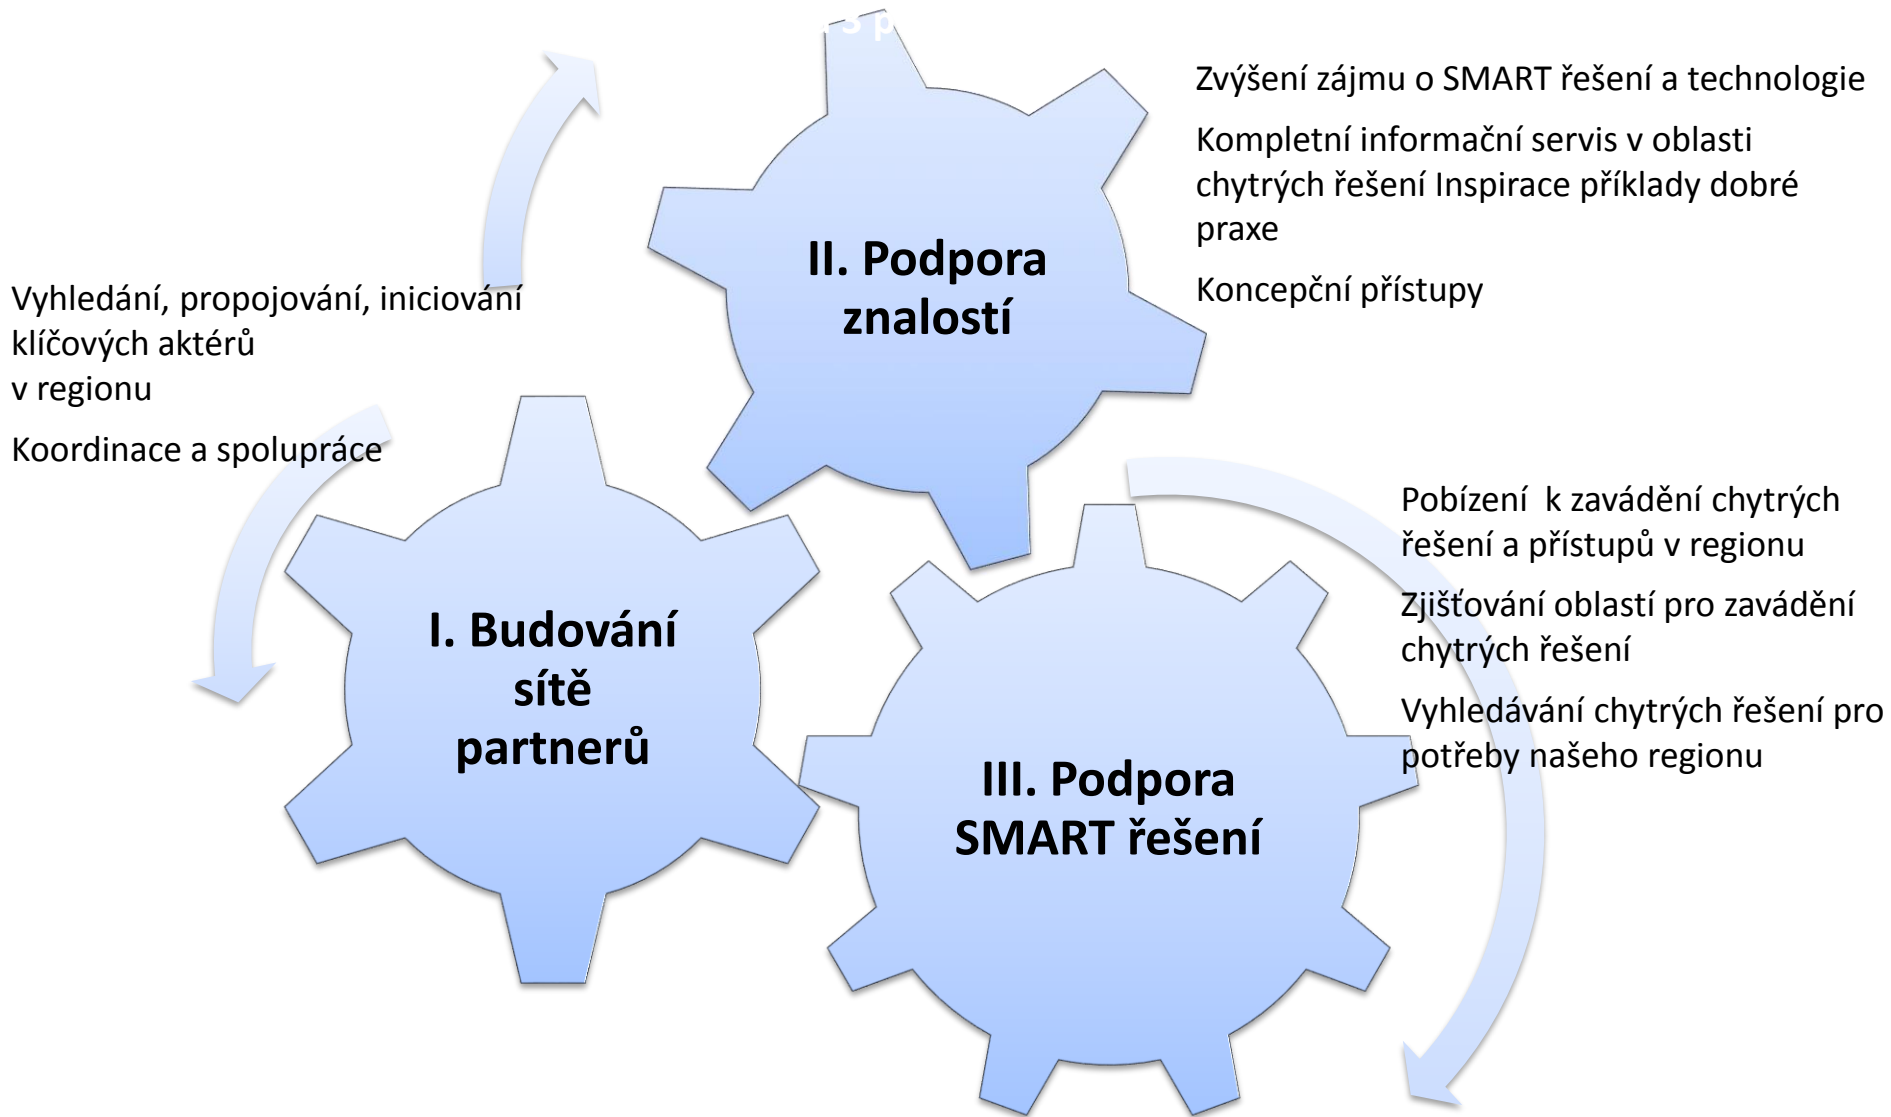 3 p
Zvýšení zájmu o SMART řešení a technologie
Kompletní informační servis v oblasti
chytrých řešení Inspirace příklady dobré
praxe
Koncepční přístupy
II. Podpora
znalostí
Vyhledání, propojování, iniciování
klíčových aktérů
v regionu
Koordinace a spolupráce
I. Budování
sítě
partnerů
Pobízení  k zavádění chytrých
řešení a přístupů v regionu
Zjišťování oblastí pro zavádění
chytrých řešení
Vyhledávání chytrých řešení pro
potřeby našeho regionu
III. Podpora
SMART řešení